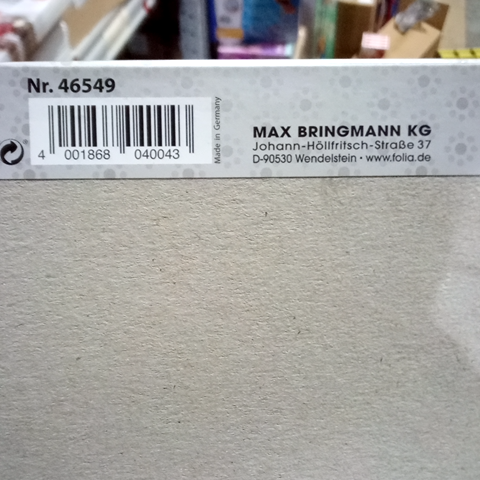 Nr. 46549
4 001868 040043
Made in Germany
MAX BRINGMANN KG
Johann-Höllfritsch-Straße 37
D-90530 Wendelstein • www.folia.de